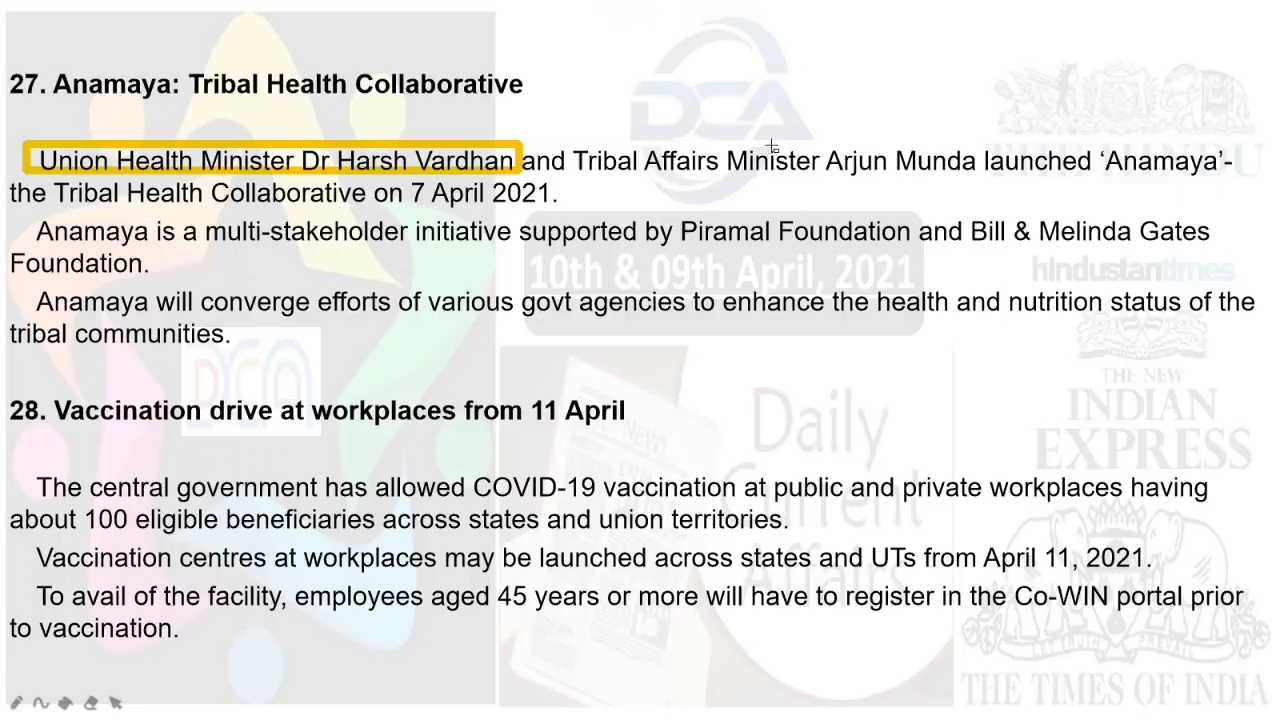 DCA
27. Anamaya: Tribal Health Collaborative
Union Health Minister Dr Harsh Vardhan and Tribal Affairs Minister Arjun Munda launched ‘Anamaya’-
the Tribal Health Collaborative on 7 April 2021.
THE HINDU
Anamaya is a multi-stakeholder initiative supported by Piramal Foundation and Bill & Melinda Gates
Foundation.
10th & 09th April, 2021
hindustantimes
Anamaya will converge efforts of various govt agencies to enhance the health and nutrition status of the
tribal communities.
DCA
THE NEW
INDIAN
EXPRESS
28. Vaccination drive at workplaces from 11 April
Daily
Current
Affairs
NEWS!
The central government has allowed COVID-19 vaccination at public and private workplaces having
about 100 eligible beneficiaries across states and union territories.
Vaccination centres at workplaces may be launched across states and UTs from April 11, 2021.
To avail of the facility, employees aged 45 years or more will have to register in the Co-WIN portal prior
to vaccination.
THE TIMES OF INDIA